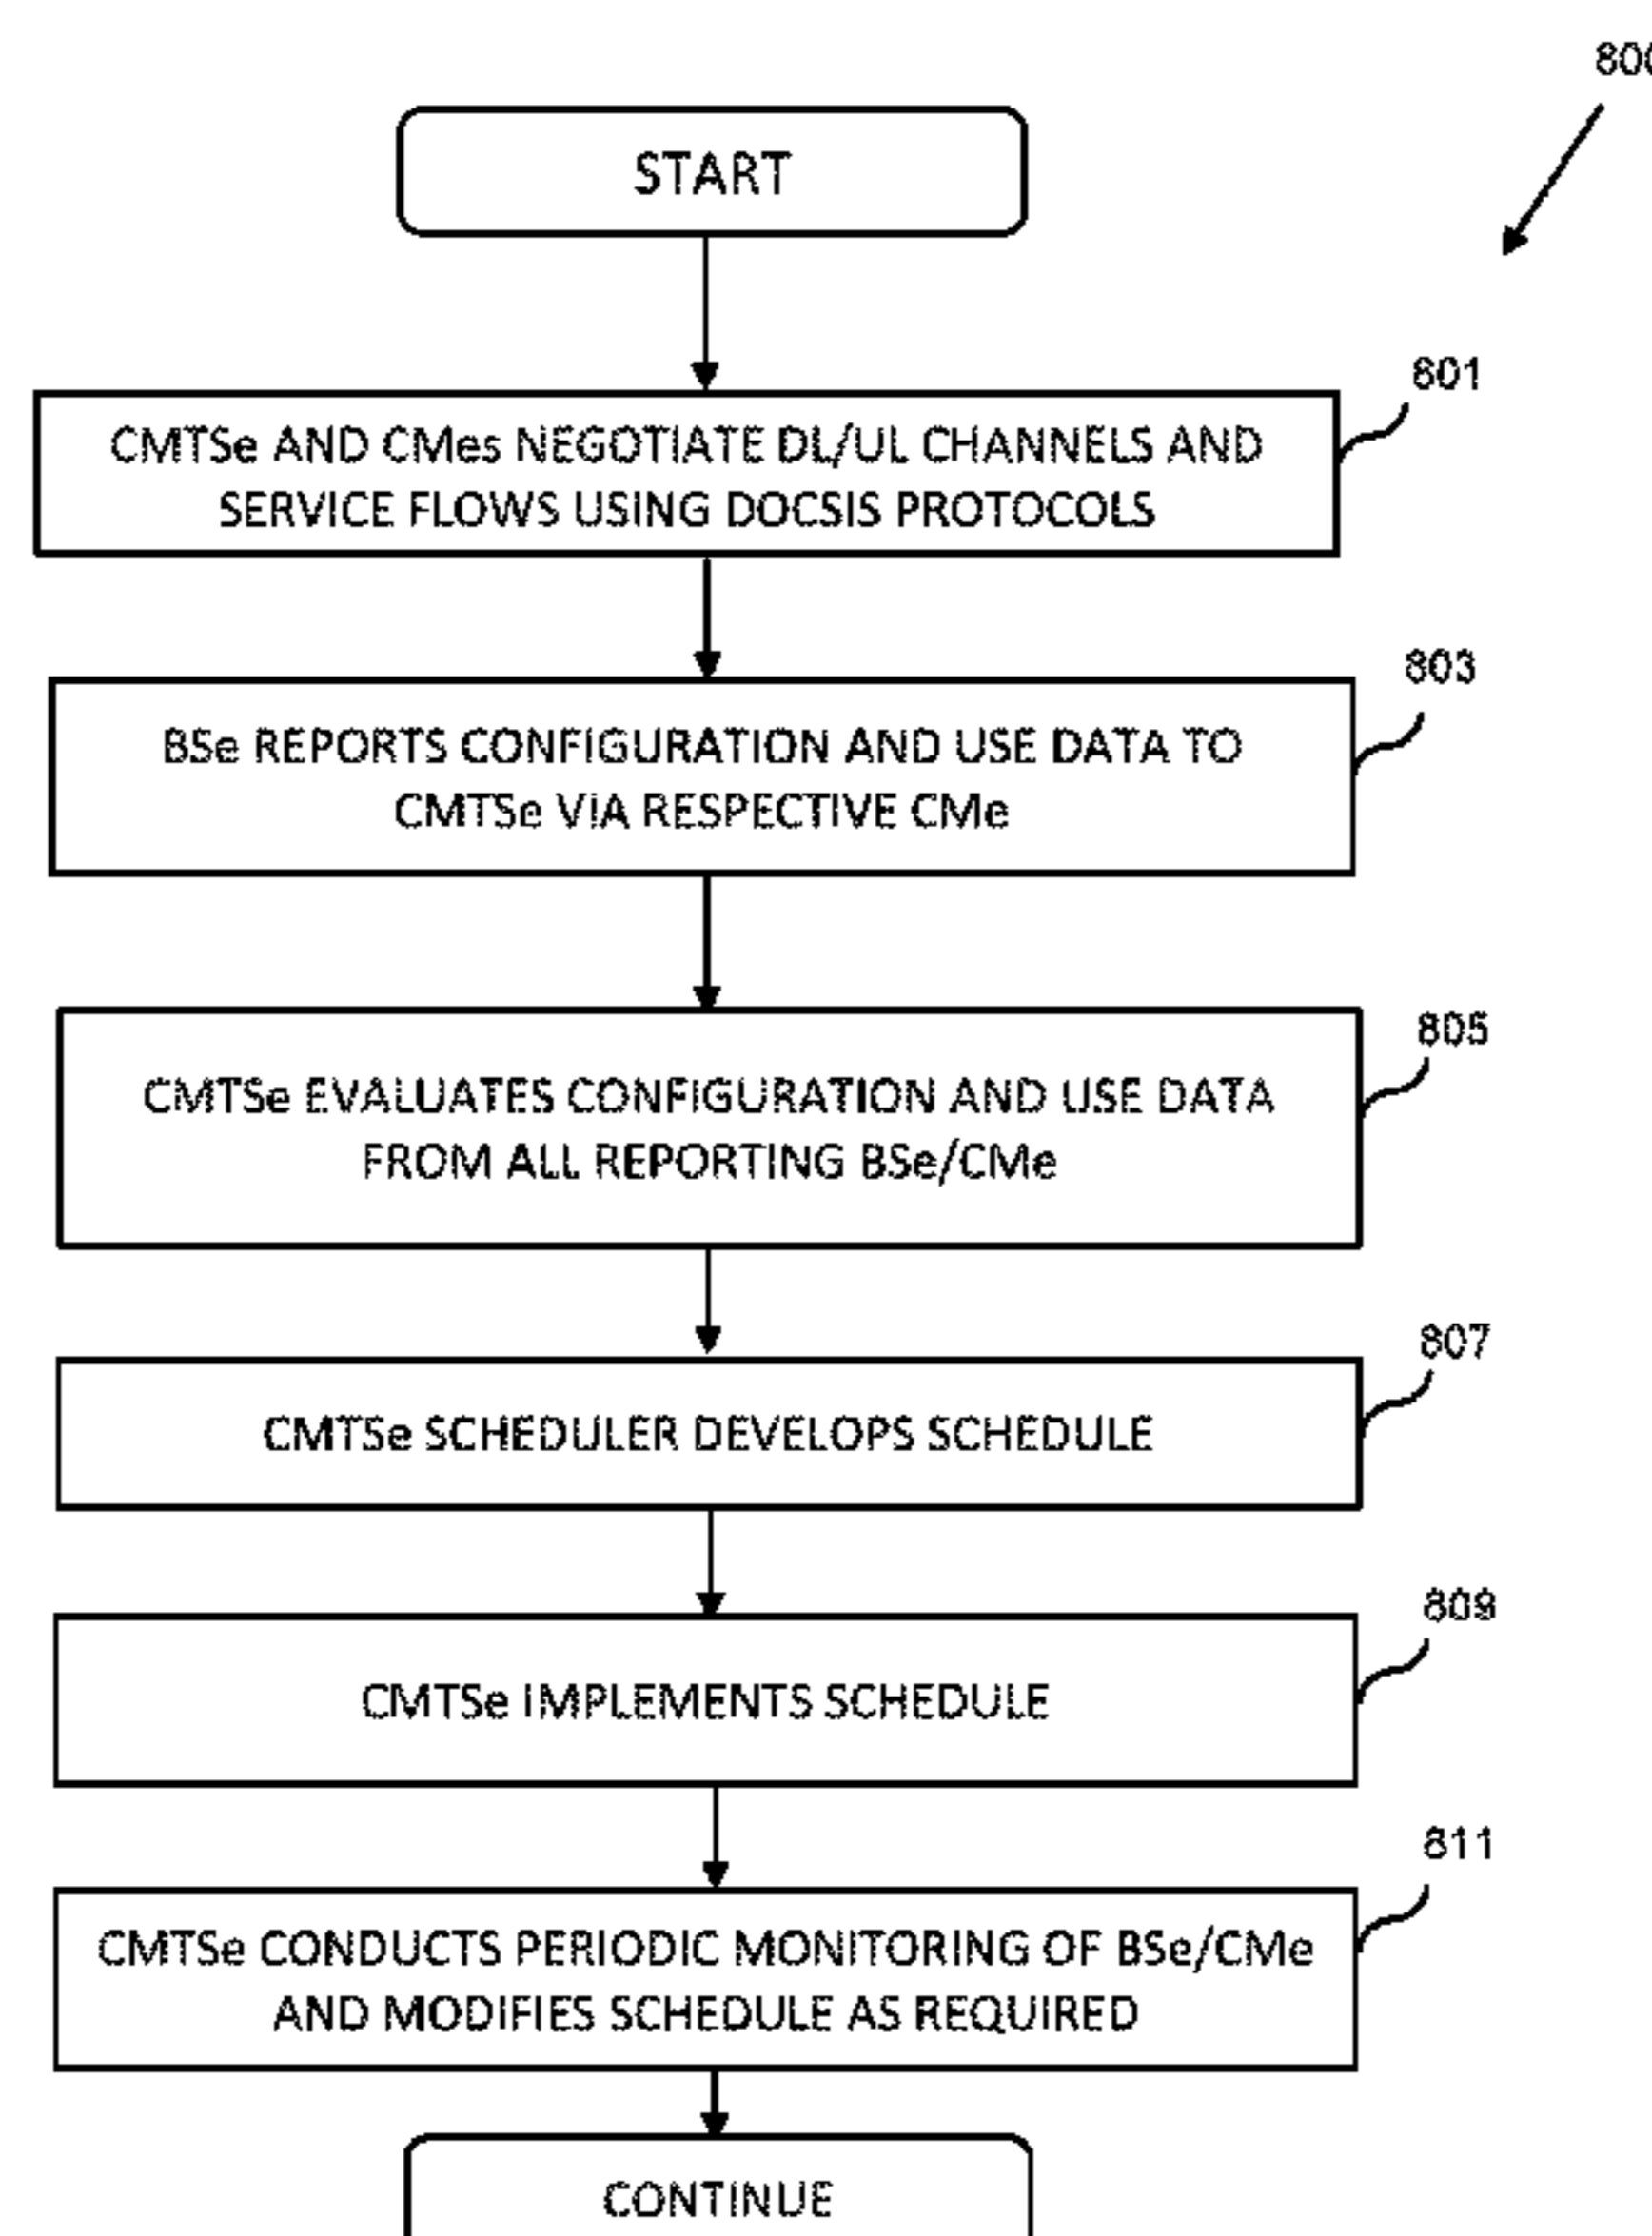 800
START
801
CMTSe AND CMes NEGOTIATE DL/UL CHANNELS AND
SERVICE FLOWS USING DOCSIS PROTOCOLS
803
BSe REPORTS CONFIGURATION AND USE DATA TO
CMTSe VIA RESPECTIVE CMe
805
CMTSe EVALUATES CONFIGURATION AND USE DATA
FROM ALL REPORTING BSe/CMe
807
CMTSe SCHEDULER DEVELOPS SCHEDULE
809
CMTSe IMPLEMENTS SCHEDULE
811
CMTSe CONDUCTS PERIODIC MONITORING OF BSe/CMe
AND MODIFIES SCHEDULE AS REQUIRED
CONTINUE